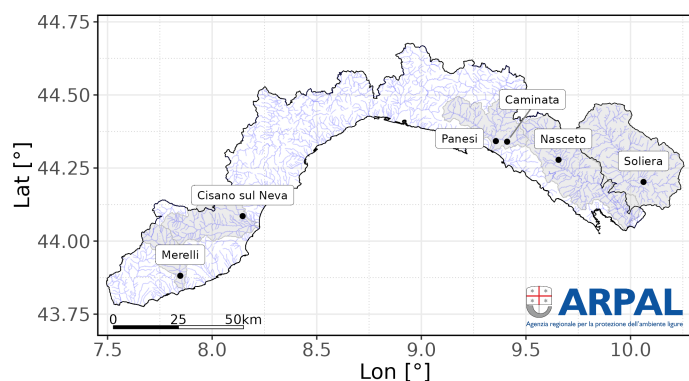 44.75
44.50
44.25
44.00
43.75
Lat [°]
Caminata
Panesi
Nasceto
Soliera
Cisano sul Neva
Merelli
0 25 50km
ARPAL
Agenzia regionale per la protezione dell'ambiente ligure
7.5 8.0 8.5 9.0 9.5 10.0
Lon [°]